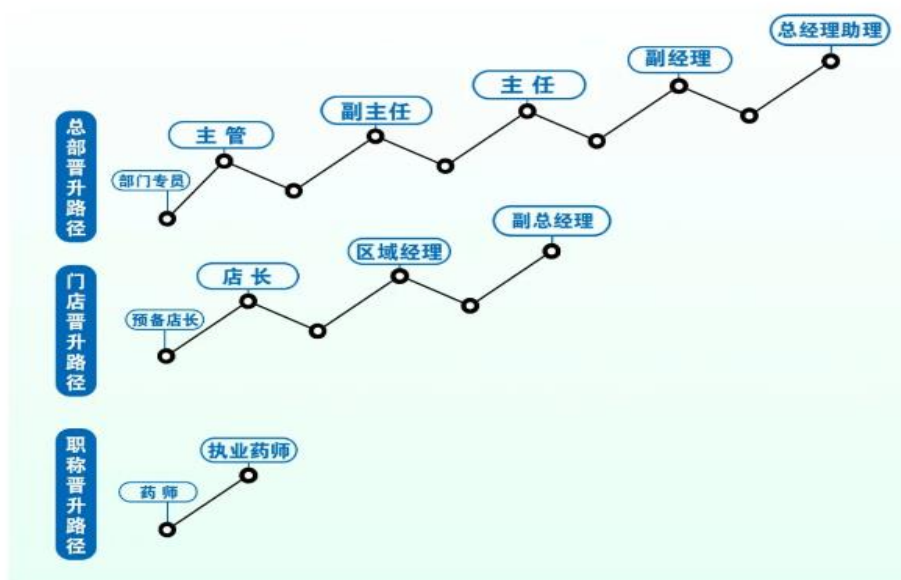 总部晋升路径
部门专员
主管
副主任
主任
副经理
总经理助理
门店晋升路径
预备店长
店长
区域经理
副总经理
职称晋升路径
药师
执业药师